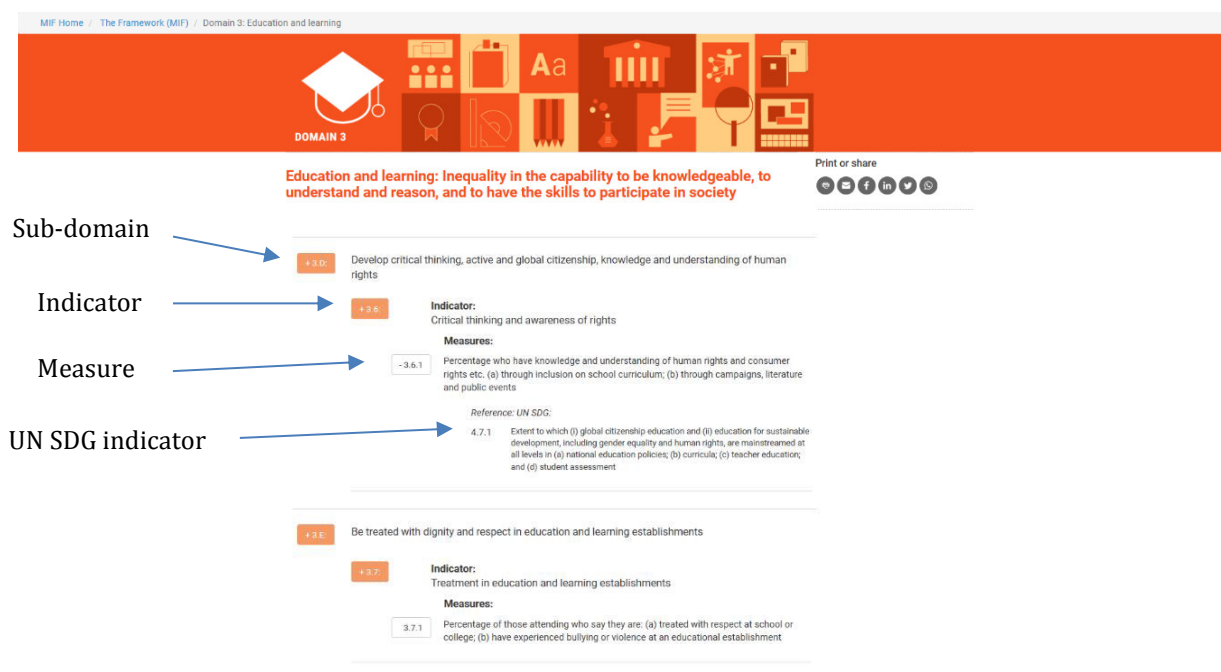 MIF Home / The Framework (MIF) / Domain 3: Education and learning
Aa
DOMAIN 3
Print or share
Education and learning: Inequality in the capability to be knowledgeable, to
understand and reason, and to have the skills to participate in society
Sub-domain
+ 3.D: Develop critical thinking, active and global citizenship, knowledge and understanding of human
rights
Indicator
+ 3.6: Indicator:
Critical thinking and awareness of rights
Measures:
Measure
- 3.6.1 Percentage who have knowledge and understanding of human rights and consumer
rights etc. (a) through inclusion on school curriculum; (b) through campaigns, literature
and public events
Reference: UN SDG:
UN SDG indicator
4.7.1 Extent to which (i) global citizenship education and (ii) education for sustainable
development, including gender equality and human rights, are mainstreamed at
all levels in (a) national education policies; (b) curricula; (c) teacher education;
and (d) student assessment
+ 3.E: Be treated with dignity and respect in education and learning establishments
+ 3.7: Indicator:
Treatment in education and learning establishments
Measures:
3.7.1 Percentage of those attending who say they are: (a) treated with respect at school or
college; (b) have experienced bullying or violence at an educational establishment